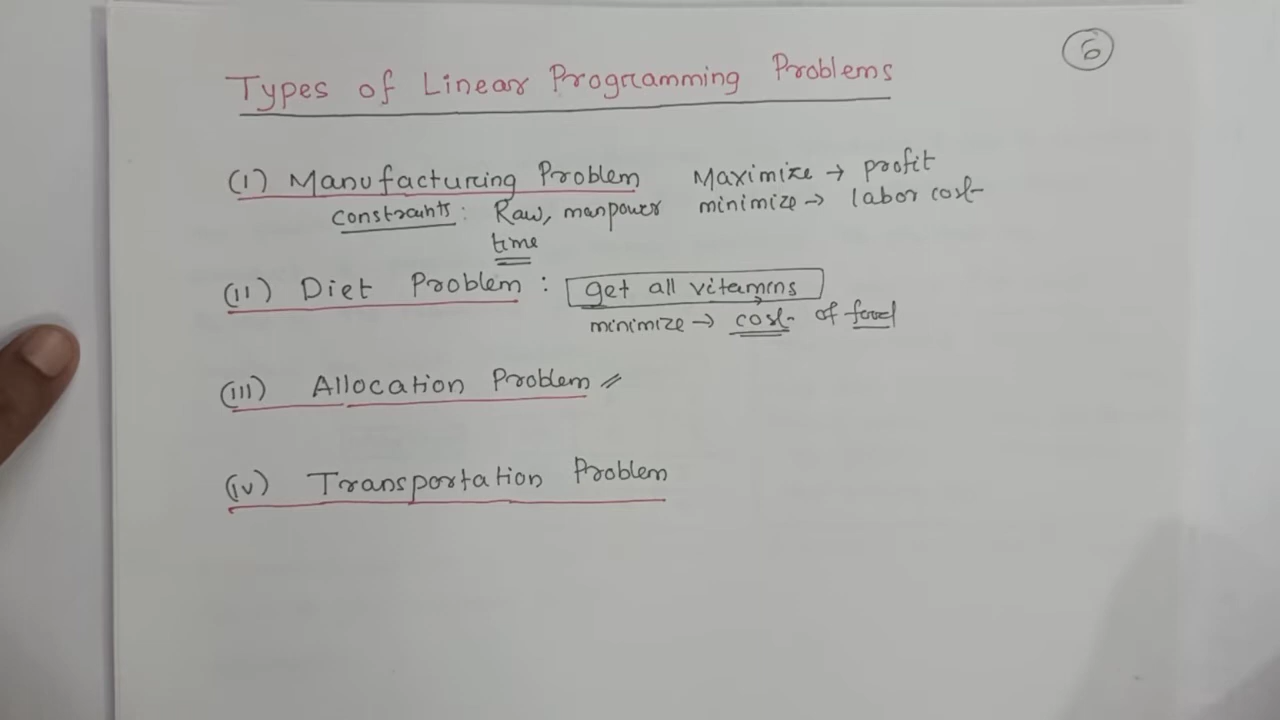 6
Types of Linear Programming Problems
(i) Manufacturing Problem Maximize → profit
constraints: Raw, manpower minimize → labor cost
time
(ii) Diet Problem : get all vitamins
minimize → cost of food
(iii) Allocation Problem
(iv) Transportation Problem